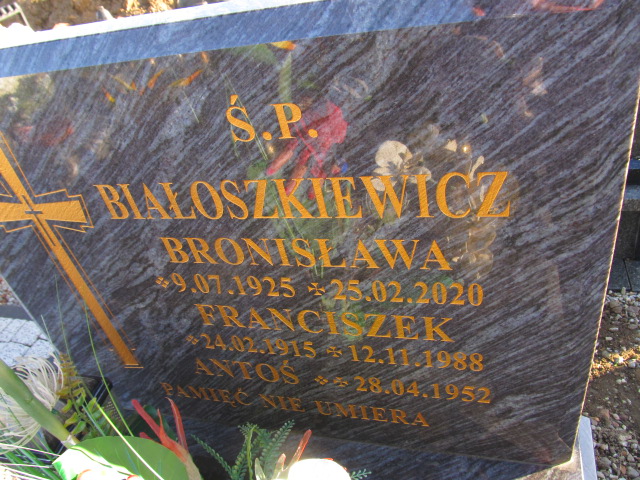 Ś.P.
BIAŁOSZKIEWICZ
BRONISŁAWA
*9.07.1925 +25.02.2020
FRANCISZEK
*24.02.1915 +12.11.1988
ANTOŚ *+28.04.1952
PAMIĘĆ NIE UMIERA